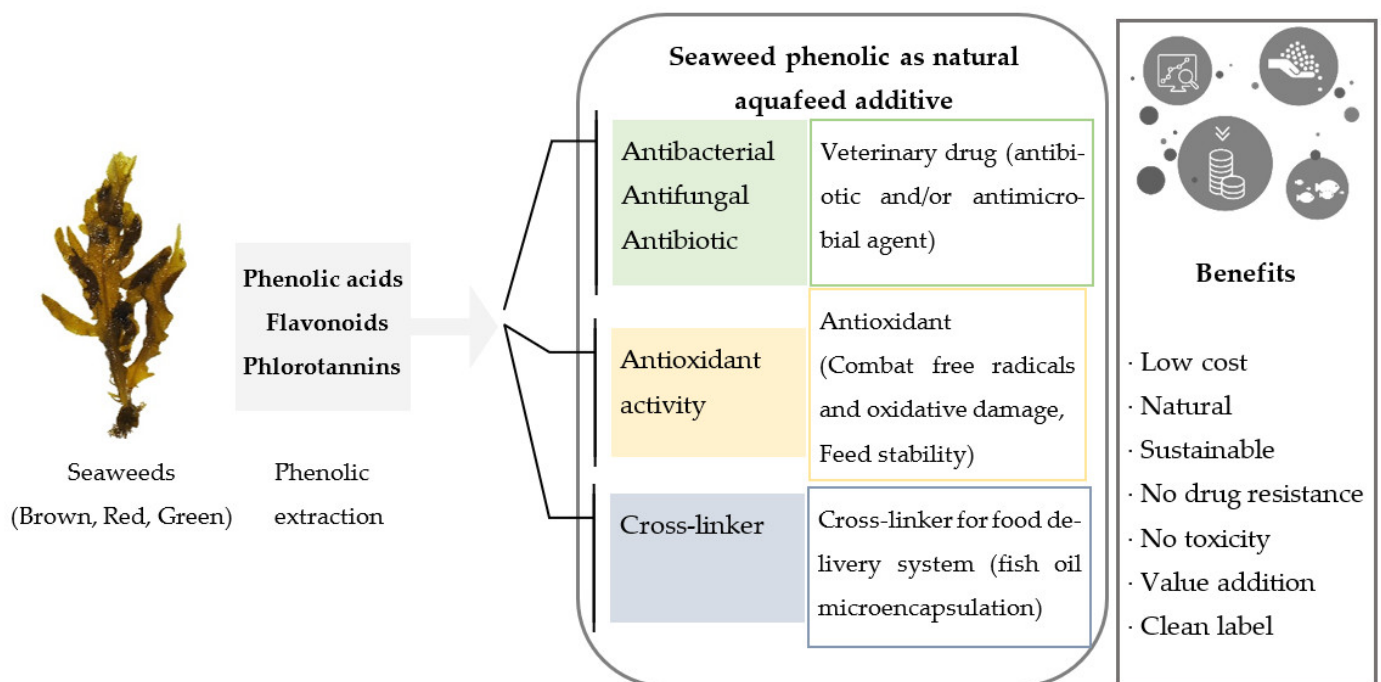 Seaweeds
(Brown, Red, Green)
Phenolic acids
Flavonoids
Phlorotannins
Phenolic
extraction
Seaweed phenolic as natural
aquafeed additive
Antibacterial
Antifungal
Antibiotic
Veterinary drug (antibi-
otic and/or antimicro-
bial agent)
Antioxidant
activity
Antioxidant
(Combat free radicals
and oxidative damage,
Feed stability)
Cross-linker
Cross-linker for food de-
livery system (fish oil
microencapsulation)
Benefits
· Low cost
· Natural
· Sustainable
· No drug resistance
· No toxicity
· Value addition
· Clean label